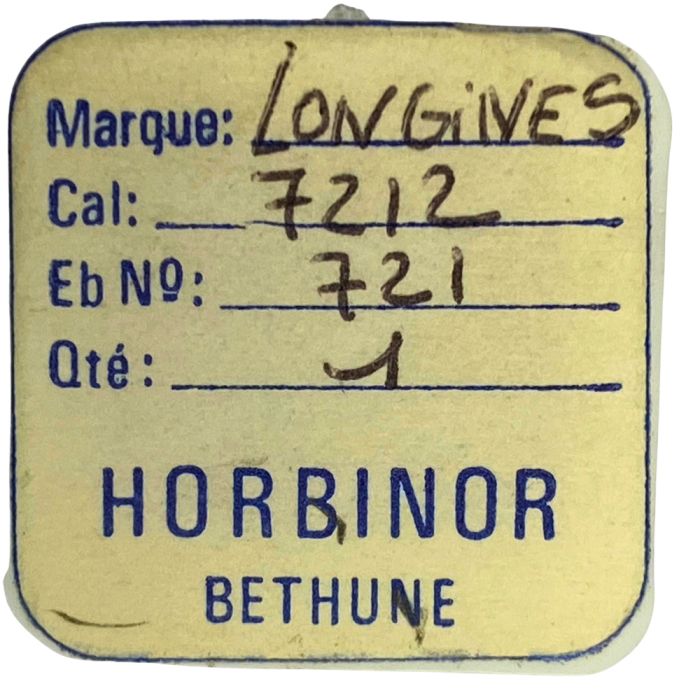 Marque: LONGiNES
Cal: 7212
Eb Nº: 721
Qté: 1
HORBINOR
BETHUNE